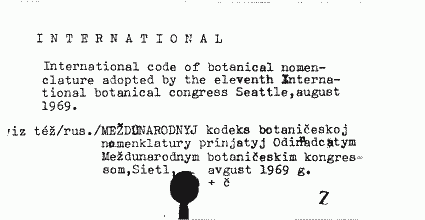 INTERNATIONAL
International code of botanical nomen-
clature adopted by the eleventh Interna-
tional botanical congress Seattle,august
1969.
viz též/rus./MEŽDUNARODNYJ kodeks botaničeskoj
nomenklatury prinjatyj Odinadcatym
Meždunarodnym botaničeskim kongres-
som,Sietl, avgust 1969 g.
+ č
Z